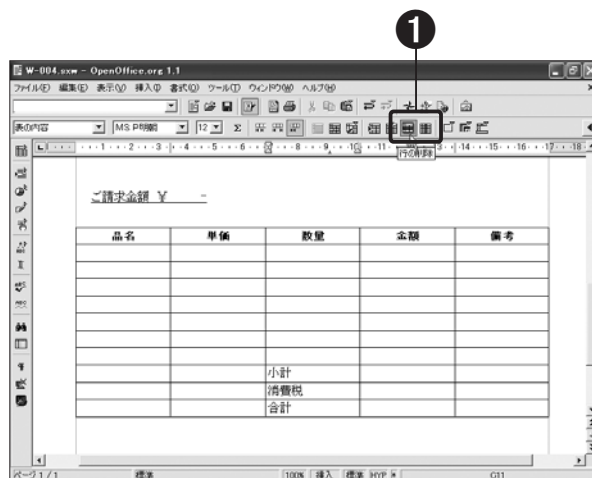 1
W-004.sxw - OpenOffice.org 1.1
ファイル(F) 編集(E) 表示(V) 挿入(I) 書式(O) ツール(T) ウィンドウ(W) ヘルプ(H)
表の内容 MS P明朝 12
行の削除
ご請求金額 ¥ -
品名 単価 数量 金額 備考
小計
消費税
合計
ページ1/1 標準 100% 挿入 標準 HYP G11